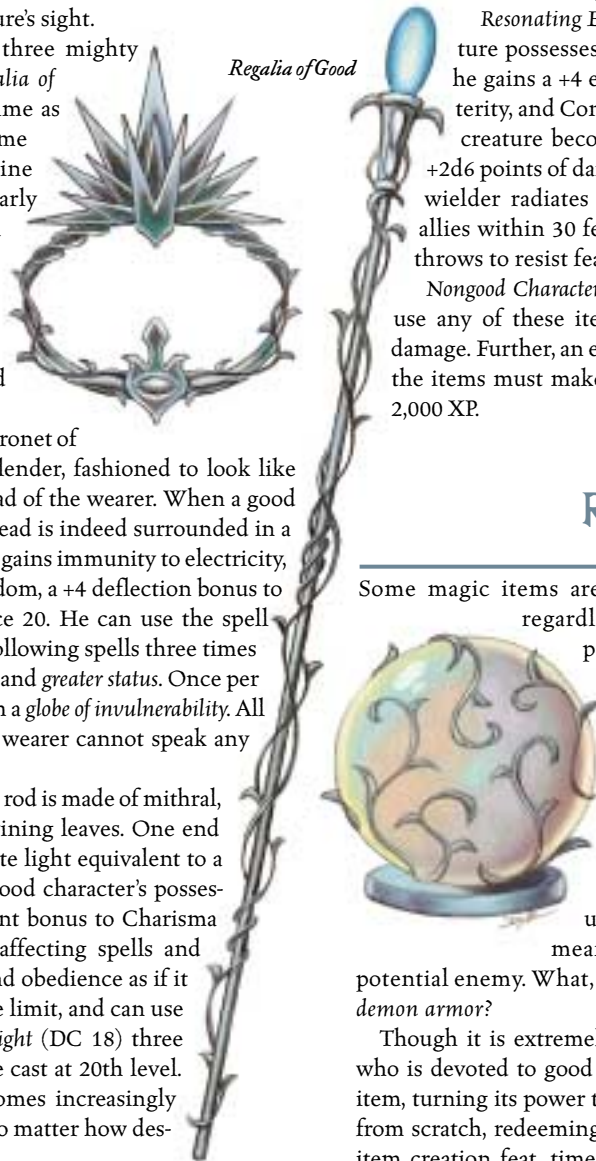 ure's sight.
three mighty
alia of
me as
me
ine
arly
d
ronet of
lender, fashioned to look like
ad of the wearer. When a good
ead is indeed surrounded in a
gains immunity to electricity,
dom, a +4 deflection bonus to
ce 20. He can use the spell
ollowing spells three times
and greater status. Once per
n a globe of invulnerability. All
wearer cannot speak any
rod is made of mithral,
ining leaves. One end
te light equivalent to a
ood character's posses-
nt bonus to Charisma
affecting spells and
nd obedience as if it
e limit, and can use
ight (DC 18) three
e cast at 20th level.
omes increasingly
o matter how des-
Regalia of Good
Resonating
ture possesses
he gains a +4 e
terity, and Con
creature beco
+2d6 points of da
wielder radiates
allies within 30 fe
throws to resist fea
Nongood Character
use any of these ite
damage. Further, an e
the items must make
2,000 XP.
R
Some magic items are
regardl
p
u
mean
potential enemy. What,
demon armor?
Though it is extremel
who is devoted to good
item, turning its power t
from scratch, redeeming
item creation feat, time